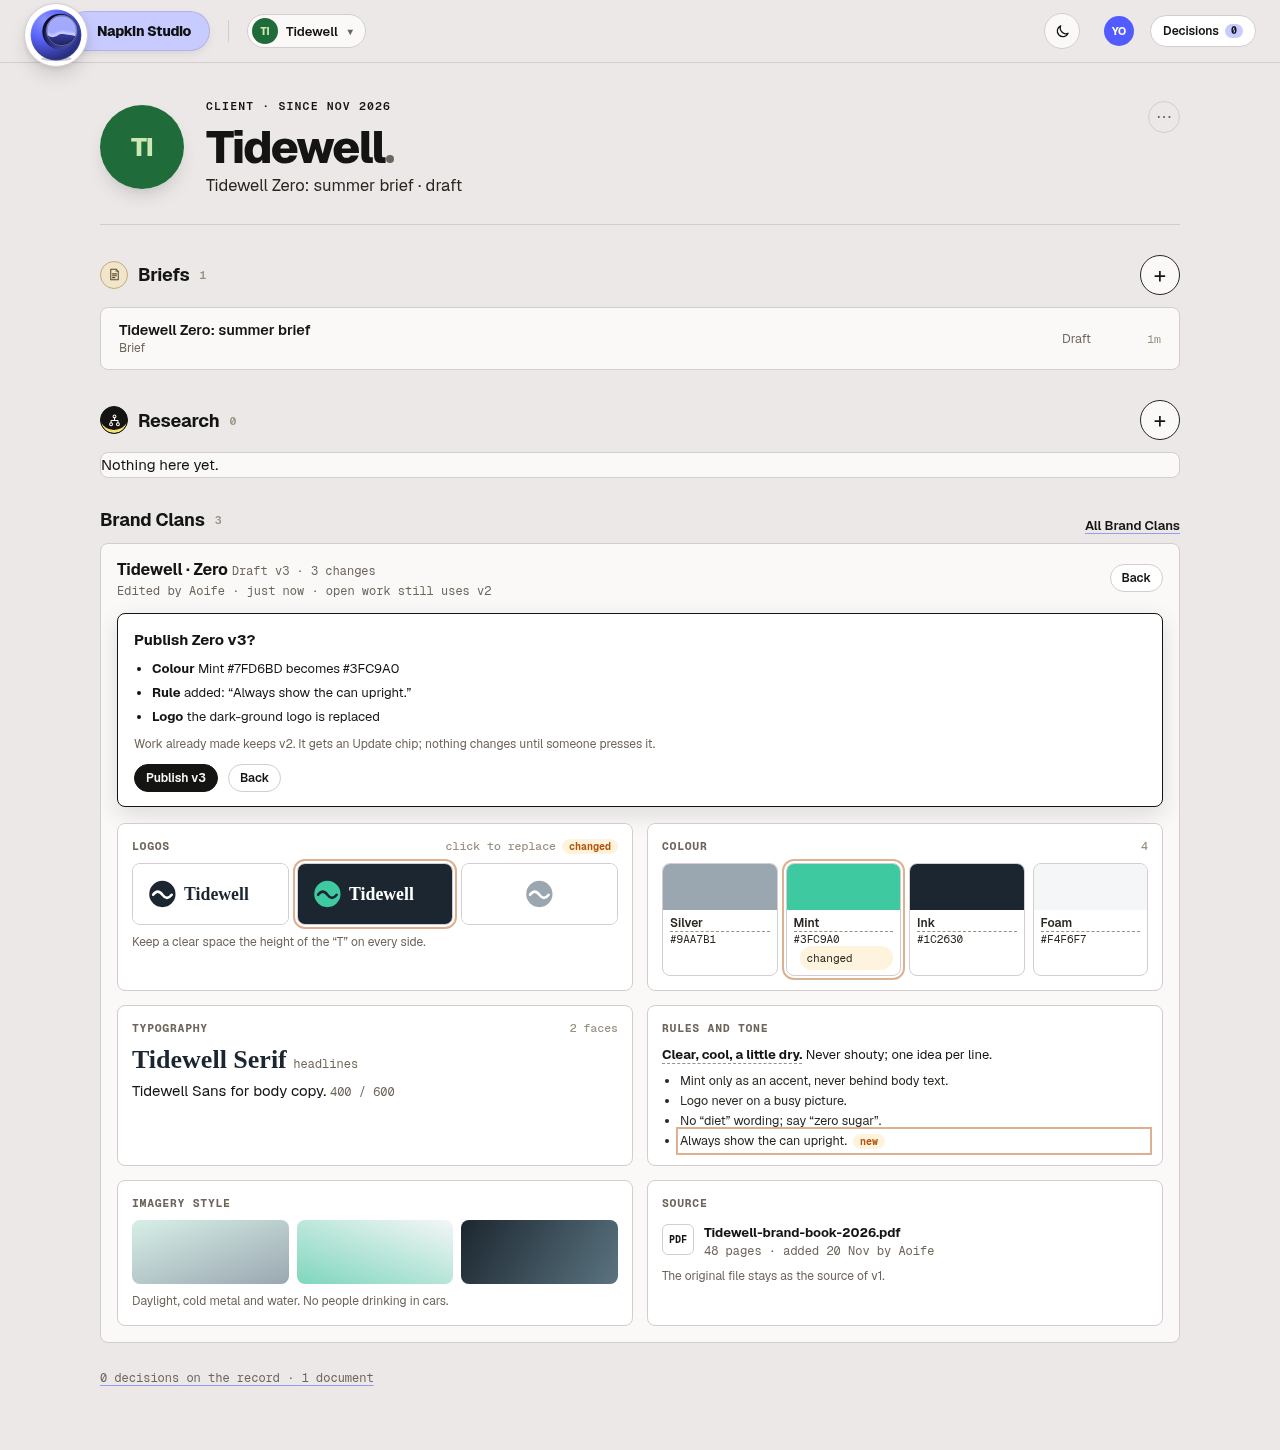 Napkin Studio
TI Tidewell ▾
YO
Decisions 0
CLIENT · SINCE NOV 2026
TI
Tidewell.
Tidewell Zero: summer brief · draft
···
Briefs 1
+
Tidewell Zero: summer brief
Brief
Draft
1m
Research 0
+
Nothing here yet.
Brand Clans 3
All Brand Clans
Tidewell · Zero Draft v3 · 3 changes
Edited by Aoife · just now · open work still uses v2
Back
Publish Zero v3?
• Colour Mint #7FD6BD becomes #3FC9A0
• Rule added: “Always show the can upright.”
• Logo the dark-ground logo is replaced
Work already made keeps v2. It gets an Update chip; nothing changes until someone presses it.
Publish v3
Back
LOGOS
click to replace changed
Tidewell
Tidewell
Keep a clear space the height of the “T” on every side.
COLOUR
4
Silver
#9AA7B1
Mint
#3FC9A0
changed
Ink
#1C2630
Foam
#F4F6F7
TYPOGRAPHY
2 faces
Tidewell Serif headlines
Tidewell Sans for body copy. 400 / 600
RULES AND TONE
Clear, cool, a little dry. Never shouty; one idea per line.
• Mint only as an accent, never behind body text.
• Logo never on a busy picture.
• No “diet” wording; say “zero sugar”.
• Always show the can upright. new
IMAGERY STYLE
Daylight, cold metal and water. No people drinking in cars.
SOURCE
PDF
Tidewell-brand-book-2026.pdf
48 pages · added 20 Nov by Aoife
The original file stays as the source of v1.
0 decisions on the record · 1 document